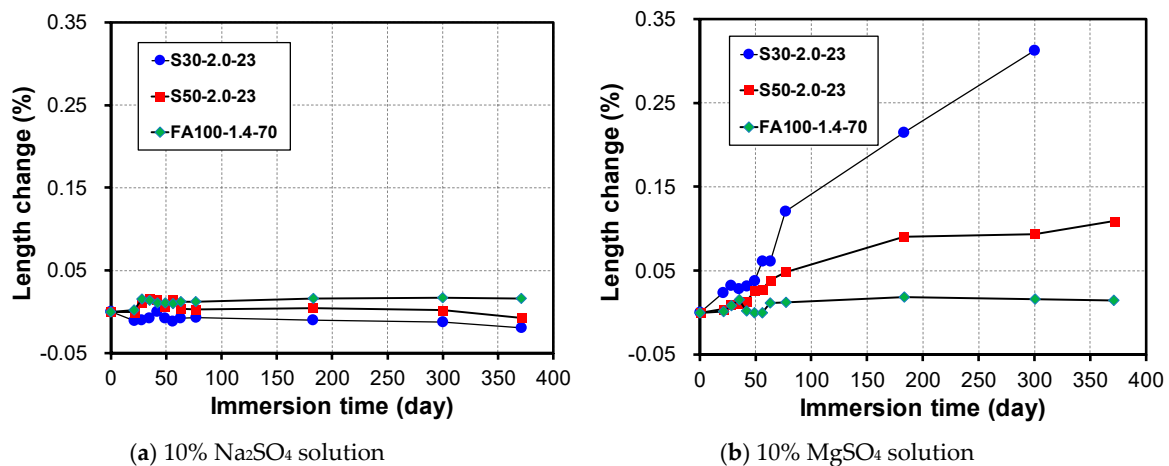 0.35
0.25
0.15
0.05
-0.05
Length change (%)
S30-2.0-23
S50-2.0-23
FA100-1.4-70
0 50 100 150 200 250 300 350 400
Immersion time (day)
(a) 10% Na₂SO₄ solution
0.35
0.25
0.15
0.05
-0.05
Length change (%)
S30-2.0-23
S50-2.0-23
FA100-1.4-70
0 50 100 150 200 250 300 350 400
Immersion time (day)
(b) 10% MgSO₄ solution